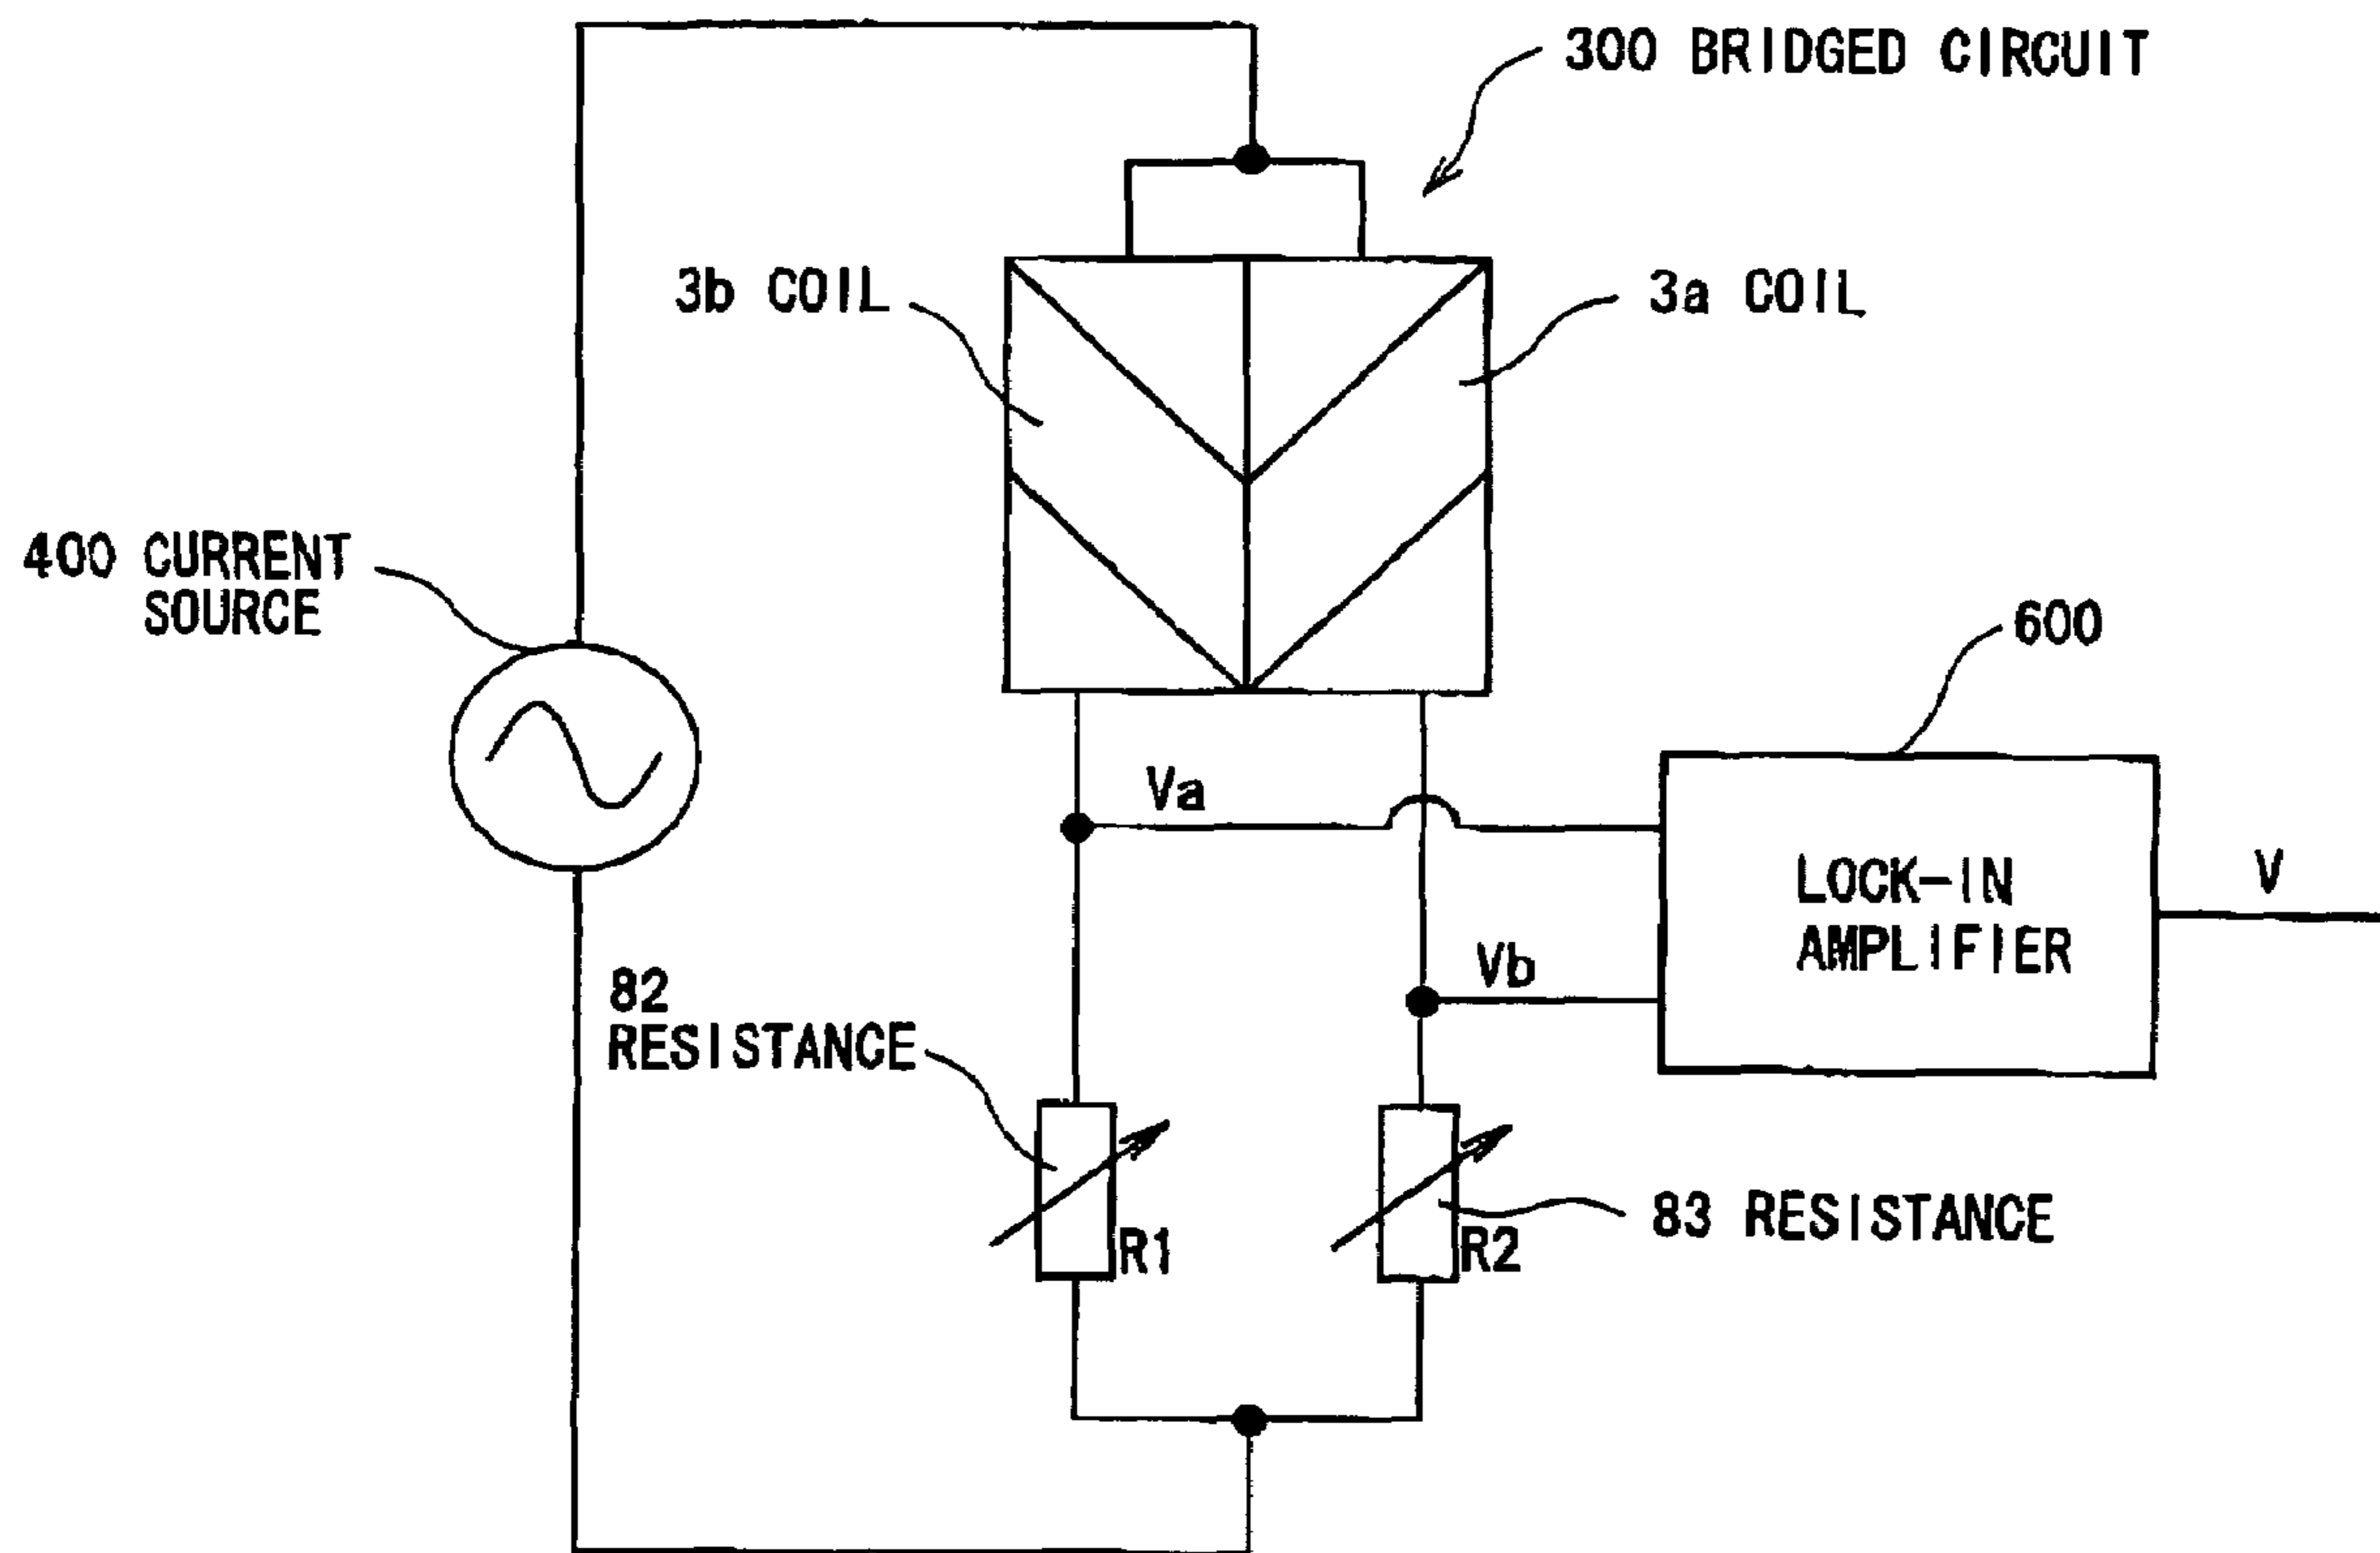 300 BRIDGED CIRCUIT
3b COIL
3a COIL
400 CURRENT
SOURCE
600
Va
LOCK-IN
AMPLIFIER
V
Vb
82
RESISTANCE
83 RESISTANCE
R1
R2